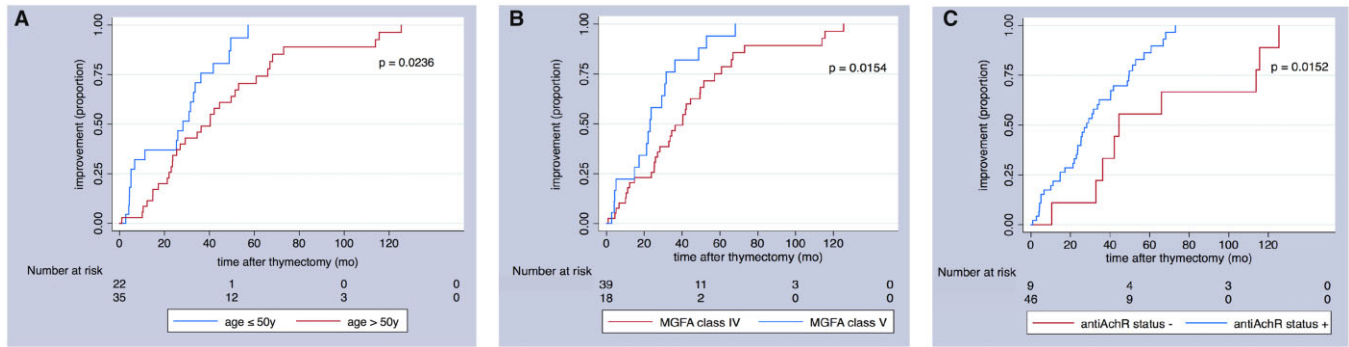 A
improvement (proportion)
1.00
0.75
0.50
0.25
0.00
p = 0.0236
0 20 40 60 80 100 120
time after thymectomy (mo)
Number at risk
22 1 0 0
35 12 3 0
age ≤ 50y age > 50y
B
improvement (proportion)
1.00
0.75
0.50
0.25
0.00
p = 0.0154
0 20 40 60 80 100 120
time after thymectomy (mo)
Number at risk
39 11 3 0
18 2 0 0
MGFA class IV MGFA class V
C
improvement (proportion)
1.00
0.75
0.50
0.25
0.00
p = 0.0152
0 20 40 60 80 100 120
time after thymectomy (mo)
Number at risk
9 4 3 0
46 9 0 0
antiAchR status - antiAchR status +